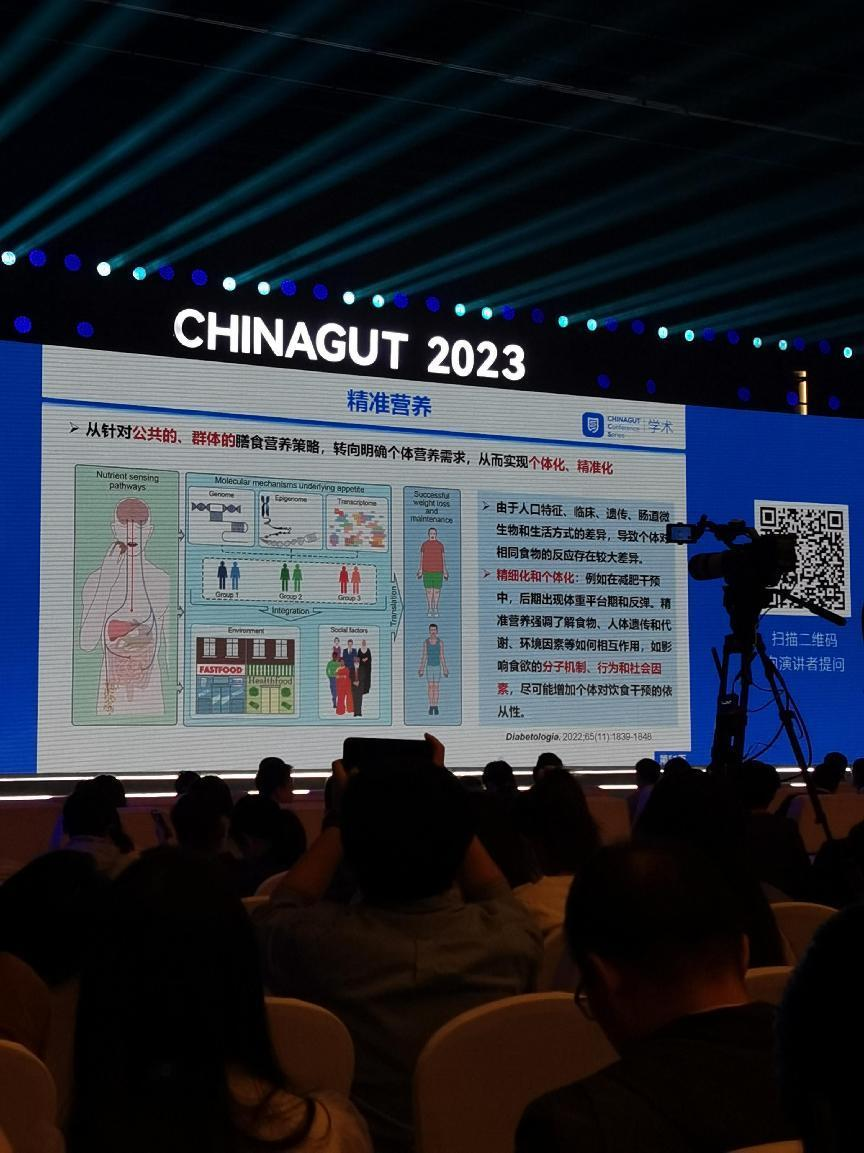 CHINAGUT 2023
精准营养
CHINAGUT
Conference
Series
学术
➢ 从针对公共的、群体的膳食营养策略，转向明确个体营养需求，从而实现个体化、精准化
Nutrient sensing
pathways
Molecular mechanisms underlying appetite
Genome
Epigenome
Transcriptome
Group 1
Group 2
Group 3
Integration
Environment
FASTFOOD
Healthfood
Social factors
Translation
Successful
weight loss
and
maintenance
➢ 由于人口特征、临床、遗传、肠道微
生物和生活方式的差异，导致个体对
相同食物的反应存在较大差异。
➢ 精细化和个体化：例如在减肥干预
中，后期出现体重平台期和反弹。精
准营养强调了解食物、人体遗传和代
谢、环境因素等如何相互作用，如影
响食欲的分子机制、行为和社会因
素，尽可能增加个体对饮食干预的依
从性。
Diabetologia. 2022;65(11):1839-1848.
扫描二维码
向演讲者提问